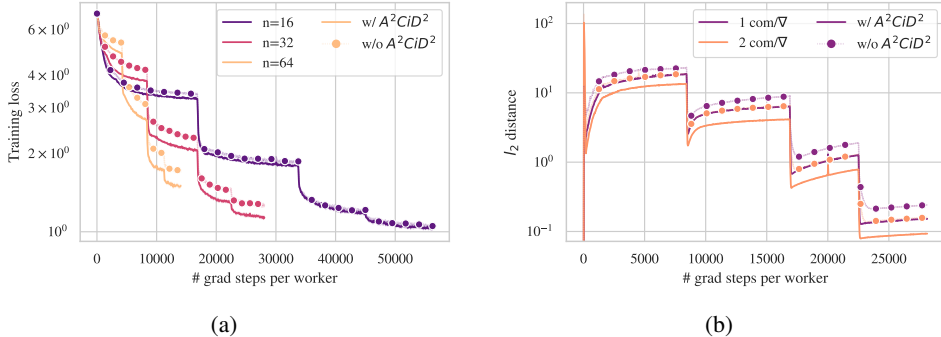 6 × 10⁰
4 × 10⁰
3 × 10⁰
2 × 10⁰
10⁰
Training loss
n=16
n=32
n=64
w/ A²CiD²
w/o A²CiD²
0 10000 20000 30000 40000 50000
# grad steps per worker
(a)
10²
10¹
10⁰
10⁻¹
l₂ distance
1 com/∇
2 com/∇
w/ A²CiD²
w/o A²CiD²
0 5000 10000 15000 20000 25000
# grad steps per worker
(b)